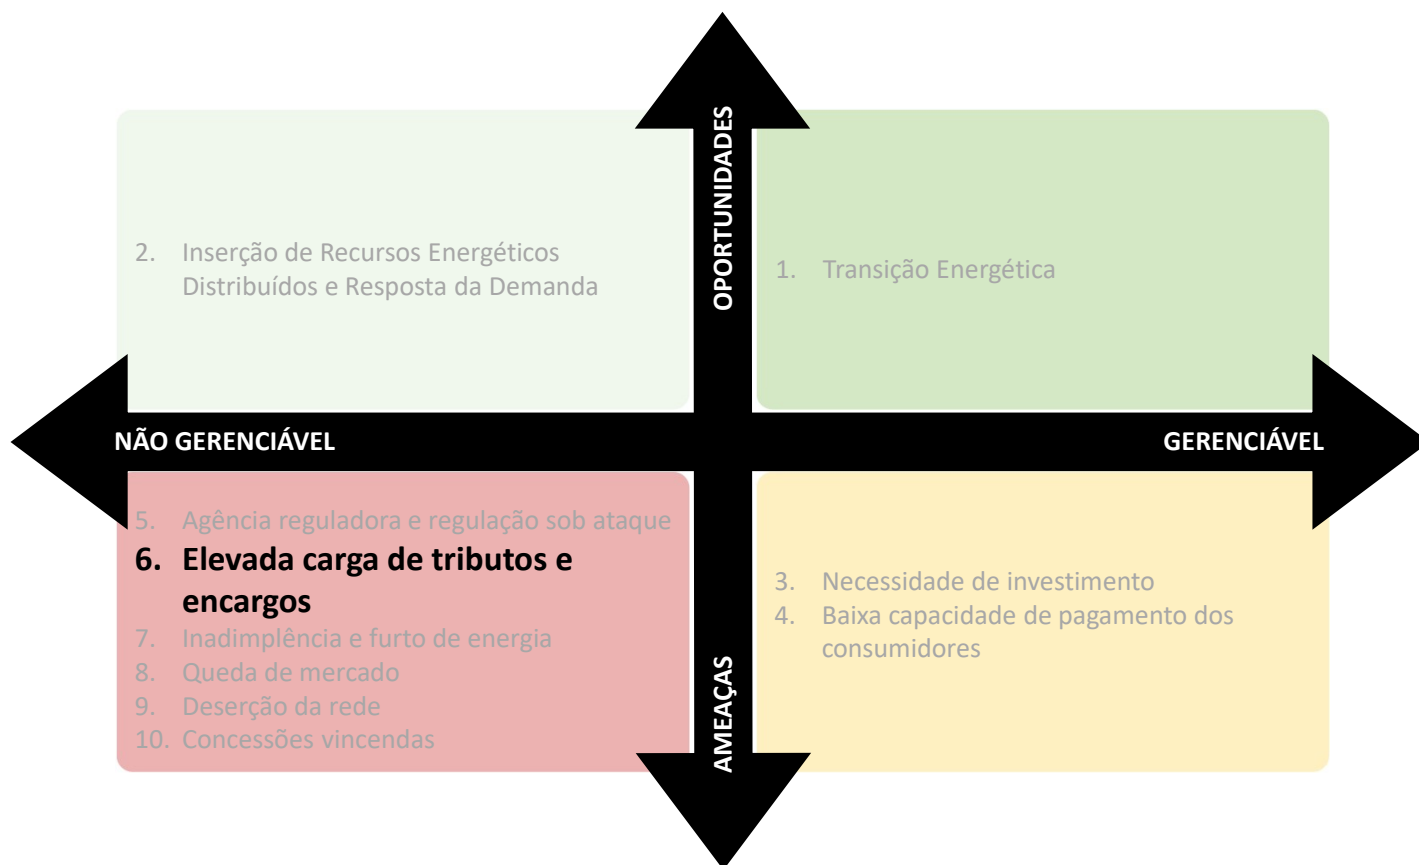 OPORTUNIDADES
2. Inserção de Recursos Energéticos
Distribuídos e Resposta da Demanda
1. Transição Energética
NÃO GERENCIÁVEL
GERENCIÁVEL
5. Agência reguladora e regulação sob ataque
6. Elevada carga de tributos e
encargos
7. Inadimplência e furto de energia
8. Queda de mercado
9. Deserção da rede
10. Concessões vincendas
3. Necessidade de investimento
4. Baixa capacidade de pagamento dos
consumidores
AMEAÇAS